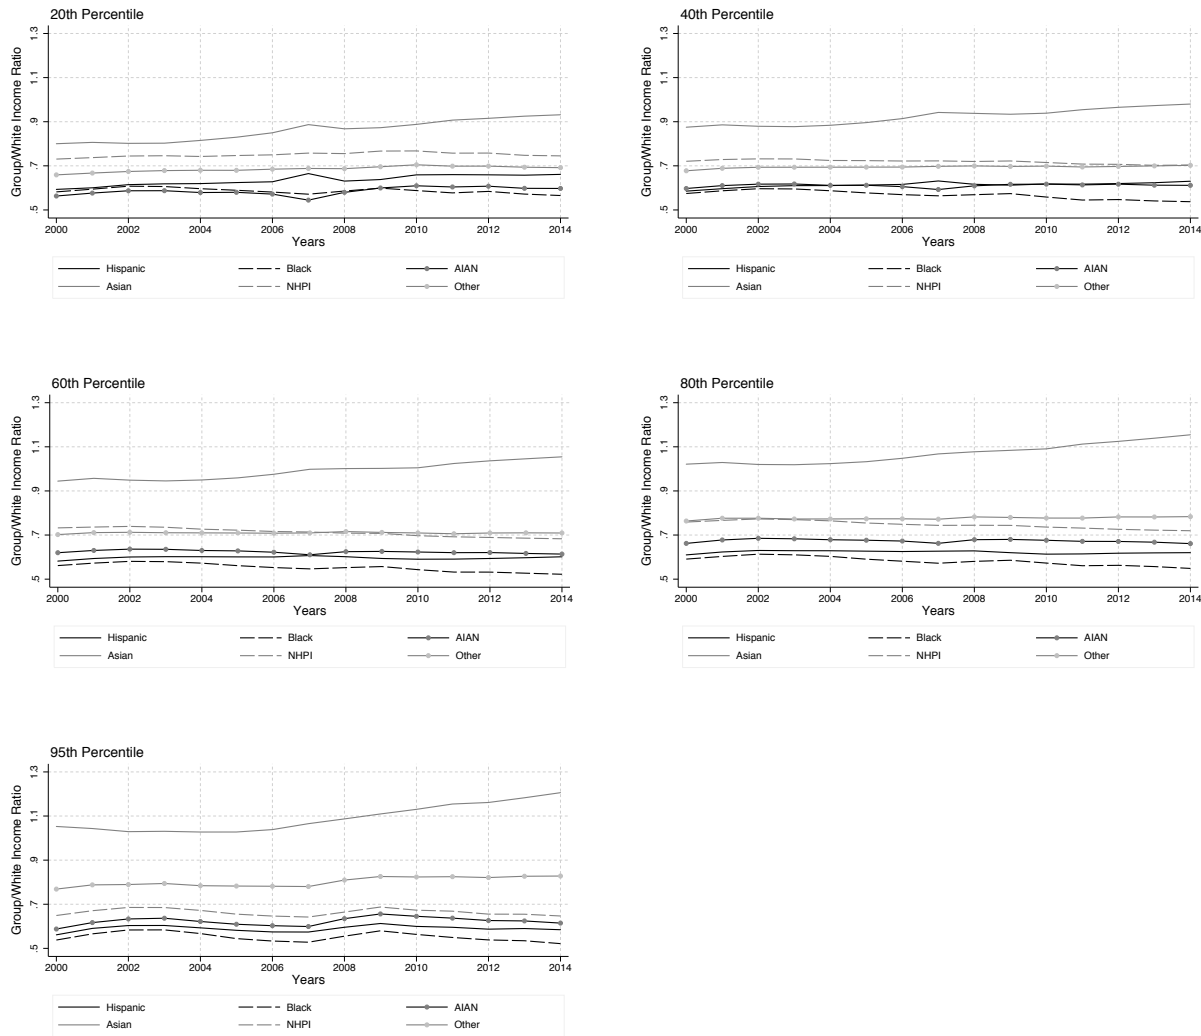 20th Percentile
Group/White Income Ratio
1.3
1.1
.9
.7
.5
2000 2002 2004 2006 2008 2010 2012 2014
Years
Hispanic Black AIAN
Asian NHPI Other
40th Percentile
Group/White Income Ratio
1.3
1.1
.9
.7
.5
2000 2002 2004 2006 2008 2010 2012 2014
Years
Hispanic Black AIAN
Asian NHPI Other
60th Percentile
Group/White Income Ratio
1.3
1.1
.9
.7
.5
2000 2002 2004 2006 2008 2010 2012 2014
Years
Hispanic Black AIAN
Asian NHPI Other
80th Percentile
Group/White Income Ratio
1.3
1.1
.9
.7
.5
2000 2002 2004 2006 2008 2010 2012 2014
Years
Hispanic Black AIAN
Asian NHPI Other
95th Percentile
Group/White Income Ratio
1.3
1.1
.9
.7
.5
2000 2002 2004 2006 2008 2010 2012 2014
Years
Hispanic Black AIAN
Asian NHPI Other